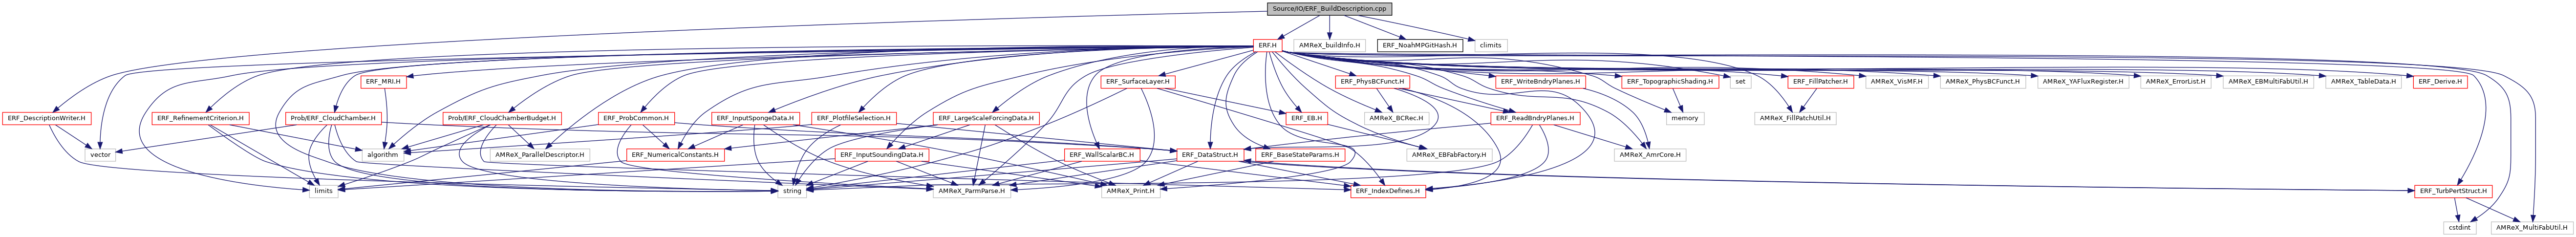 Source/IO/ERF_BuildDescription.cpp
ERF.H
AMReX_buildInfo.H
ERF_NoahMPGitHash.H
climits
ERF_MRI.H
ERF_SurfaceLayer.H
ERF_PhysBCFunct.H
ERF_WriteBndryPlanes.H
ERF_TopographicShading.H
set
ERF_FillPatcher.H
AMReX_VisMF.H
AMReX_PhysBCFunct.H
AMReX_YAFluxRegister.H
AMReX_ErrorList.H
AMReX_EBMultiFabUtil.H
AMReX_TableData.H
ERF_Derive.H
ERF_DescriptionWriter.H
ERF_RefinementCriterion.H
Prob/ERF_CloudChamber.H
Prob/ERF_CloudChamberBudget.H
ERF_ProbCommon.H
ERF_InputSpongeData.H
ERF_PlotfileSelection.H
ERF_LargeScaleForcingData.H
ERF_EB.H
AMReX_BCRec.H
ERF_ReadBndryPlanes.H
memory
AMReX_FillPatchUtil.H
vector
algorithm
AMReX_ParallelDescriptor.H
ERF_NumericalConstants.H
ERF_InputSoundingData.H
ERF_WallScalarBC.H
ERF_DataStruct.H
ERF_BaseStateParams.H
AMReX_EBFabFactory.H
AMReX_AmrCore.H
limits
string
AMReX_ParmParse.H
AMReX_Print.H
ERF_IndexDefines.H
ERF_TurbPertStruct.H
cstdint
AMReX_MultiFabUtil.H